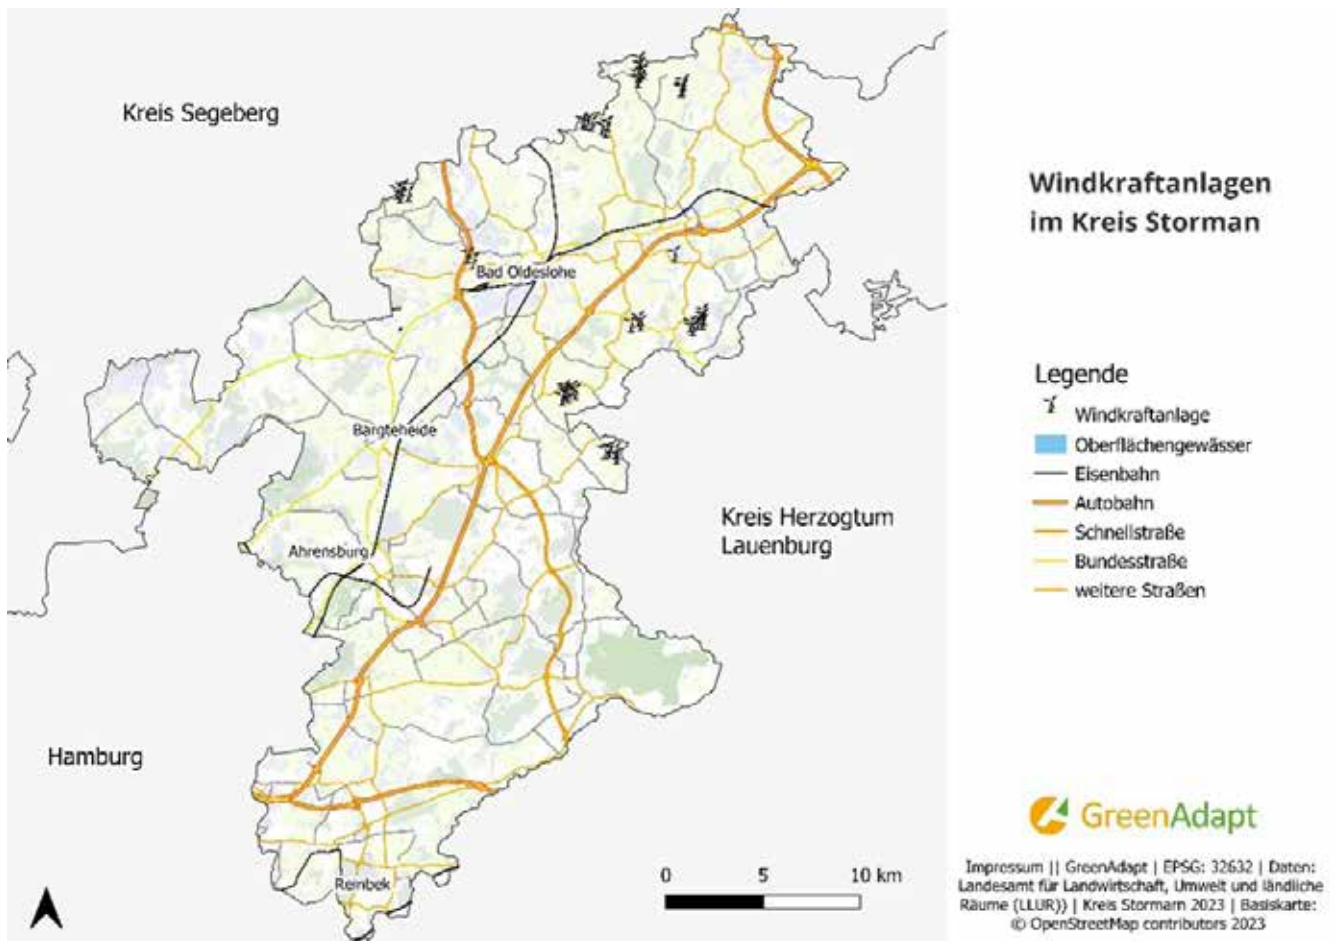 Kreis Segeberg
Bad Oldeslohe
Bargteheide
Ahrensburg
Kreis Herzogtum
Lauenburg
Hamburg
Reinbek
0 5 10 km
Windkraftanlagen
im Kreis Storman
Legende
Windkraftanlage
Oberflächengewässer
Eisenbahn
Autobahn
Schnellstraße
Bundesstraße
weitere Straßen
GreenAdapt
Impressum || GreenAdapt | EPSG: 32632 | Daten:
Landesamt für Landwirtschaft, Umwelt und ländliche
Räume (LLUR)) | Kreis Stormarn 2023 | Basiskarte:
© OpenStreetMap contributors 2023